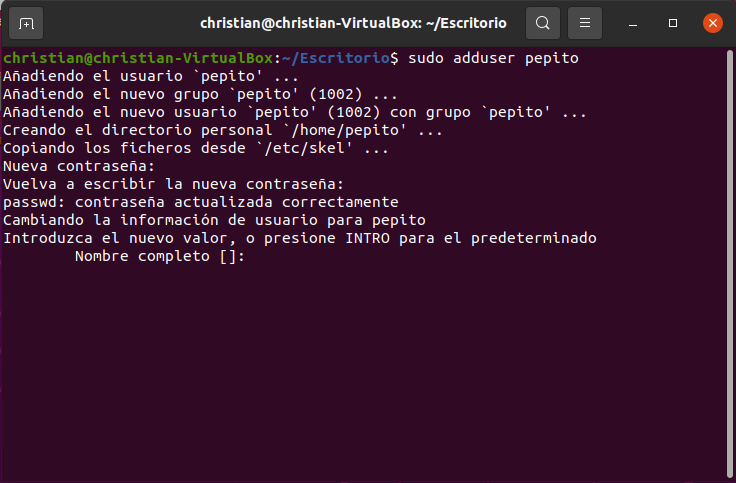 christian@christian-VirtualBox: ~/Escritorio
christian@christian-VirtualBox:~/Escritorio$ sudo adduser pepito
Añadiendo el usuario `pepito' ...
Añadiendo el nuevo grupo `pepito' (1002) ...
Añadiendo el nuevo usuario `pepito' (1002) con grupo `pepito' ...
Creando el directorio personal `/home/pepito' ...
Copiando los ficheros desde `/etc/skel' ...
Nueva contraseña:
Vuelva a escribir la nueva contraseña:
passwd: contraseña actualizada correctamente
Cambiando la información de usuario para pepito
Introduzca el nuevo valor, o presione INTRO para el predeterminado
Nombre completo []: